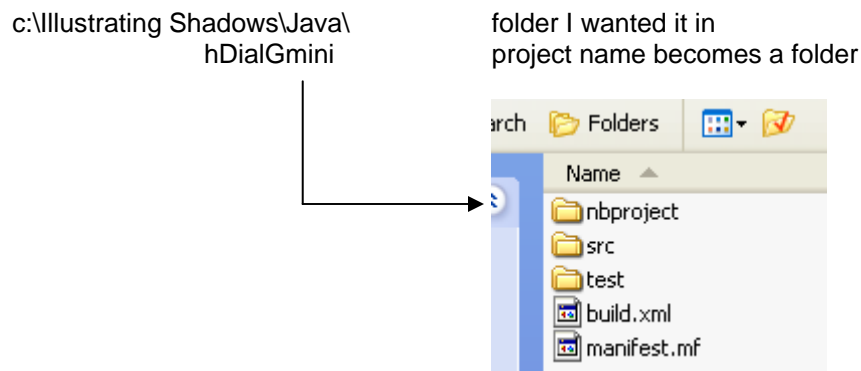 c:\Illustrating Shadows\Java\ folder I wanted it in
hDialGmini project name becomes a folder
arch Folders
Name
nbproject
src
test
build.xml
manifest.mf